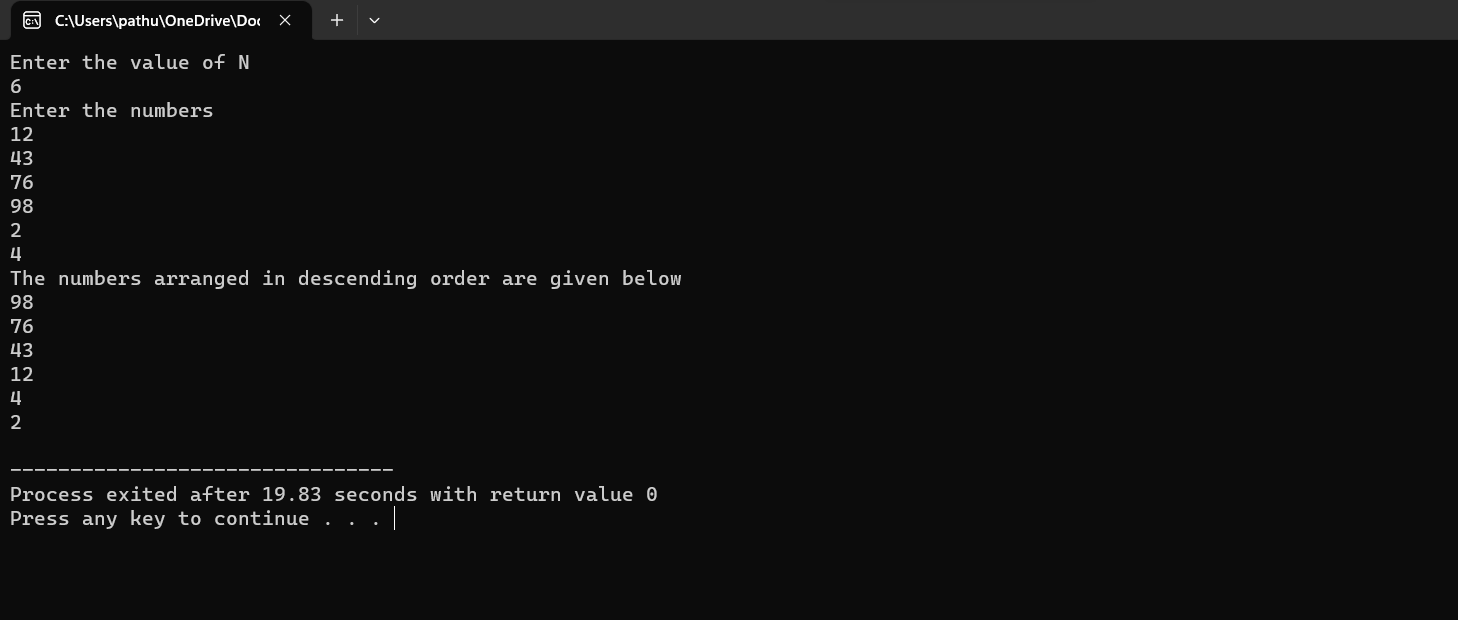 C:\Users\pathu\OneDrive\Doc
Enter the value of N
6
Enter the numbers
12
43
76
98
2
4
The numbers arranged in descending order are given below
98
76
43
12
4
2
--------------------------------
Process exited after 19.83 seconds with return value 0
Press any key to continue . . .